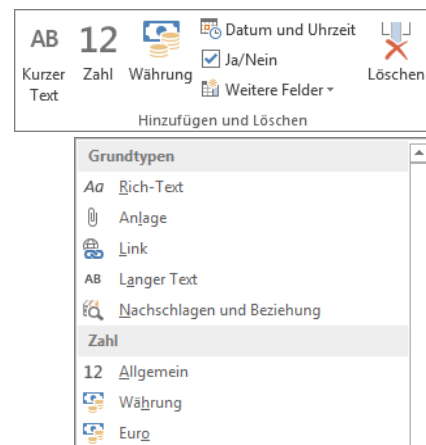 AB 12 Datum und Uhrzeit
Ja/Nein
Kurzer Text Zahl Währung Weitere Felder Löschen
Hinzufügen und Löschen
Grundtypen
Aa Rich-Text
Anlage
Link
AB Langer Text
Nachschlagen und Beziehung
Zahl
12 Allgemein
Währung
Euro